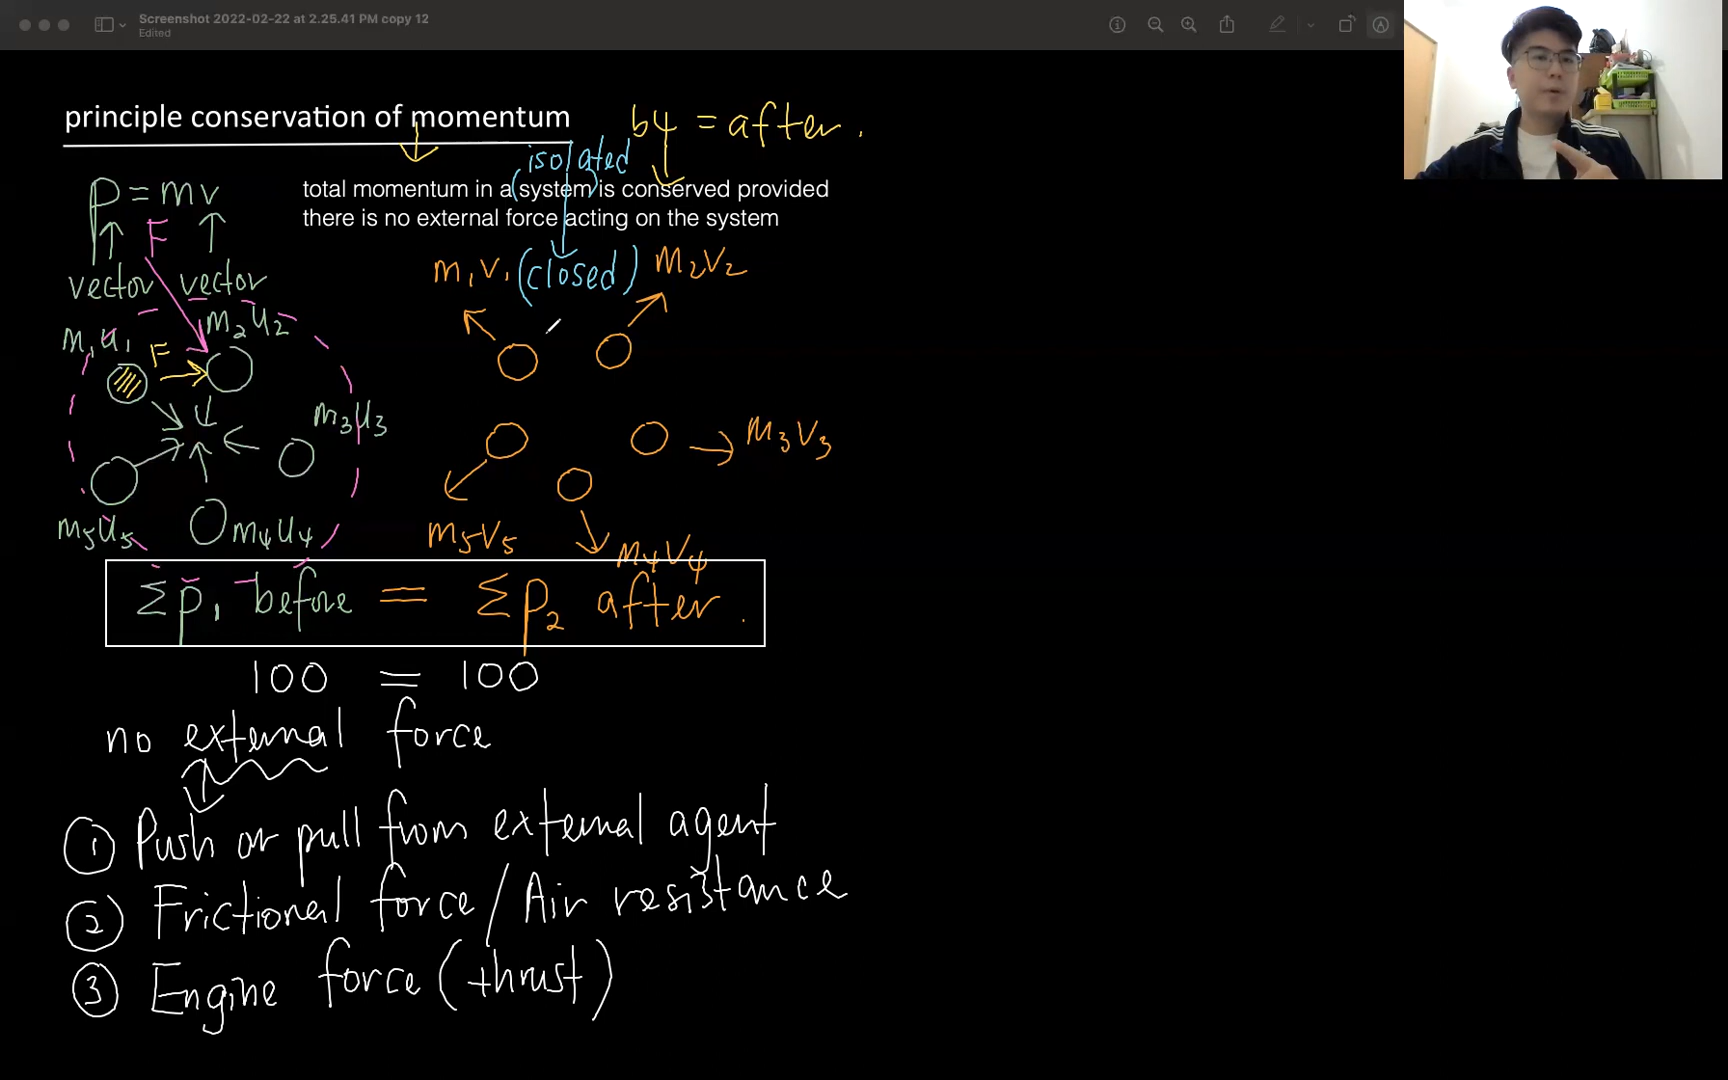 Screenshot 2022-02-22 at 2.25.41 PM copy 12
Edited
principle conservation of momentum
b4 = after.
isolated
total momentum in a (system) is conserved provided
there is no external force acting on the system
p = mv
F
vector vector
(closed)
m₁u₁
m₂u₂
F
m₃u₃
m₅u₅
m₄u₄
m₁v₁
m₂v₂
m₃v₃
m₅v₅
m₄v₄
Σp₁ before = Σp₂ after.
100 = 100
no external force
① Push or pull from external agent
② Frictional force / Air resistance
③ Engine force (thrust)